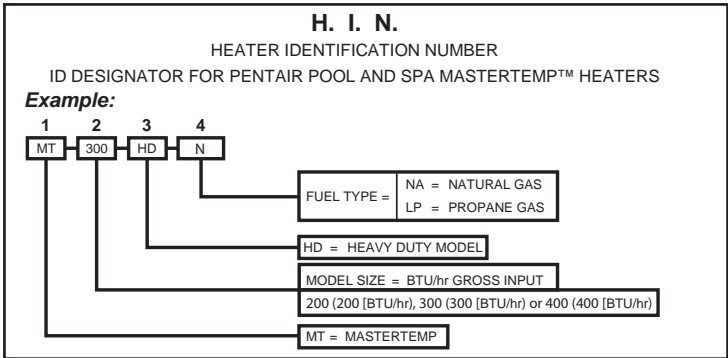 H. I. N.
HEATER IDENTIFICATION NUMBER
ID DESIGNATOR FOR PENTAIR POOL AND SPA MASTERTEMP™ HEATERS
Example:
1 2 3 4
MT 300 HD N
FUEL TYPE = NA = NATURAL GAS
LP = PROPANE GAS
HD = HEAVY DUTY MODEL
MODEL SIZE = BTU/hr GROSS INPUT
200 (200 [BTU/hr), 300 (300 [BTU/hr) or 400 (400 [BTU/hr)
MT = MASTERTEMP